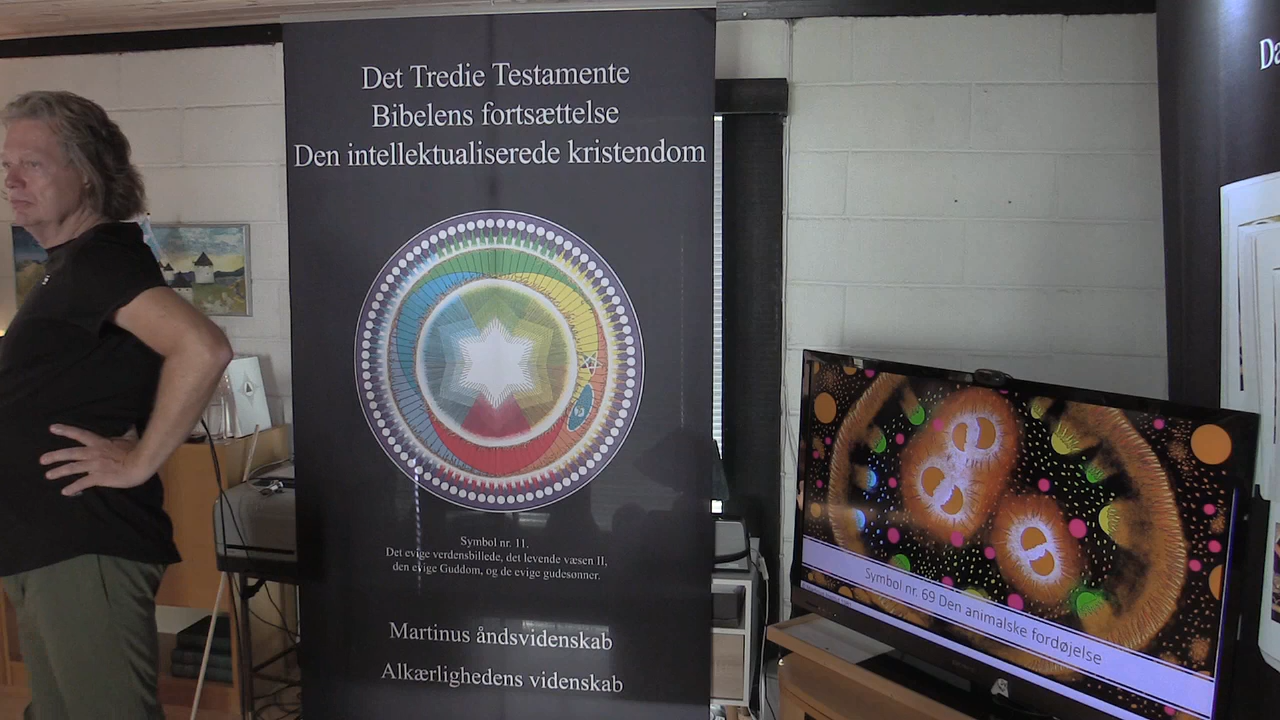 Det Tredie Testamente
Bibelens fortsættelse
Den intellektualiserede kristendom
Symbol nr. 11.
Det evige verdensbillede, det levende væsen II,
den evige Guddom, og de evige gudesønner.
Martinus åndsvidenskab
Alkærlighedens videnskab
Symbol nr. 69 Den animalske fordøjelse